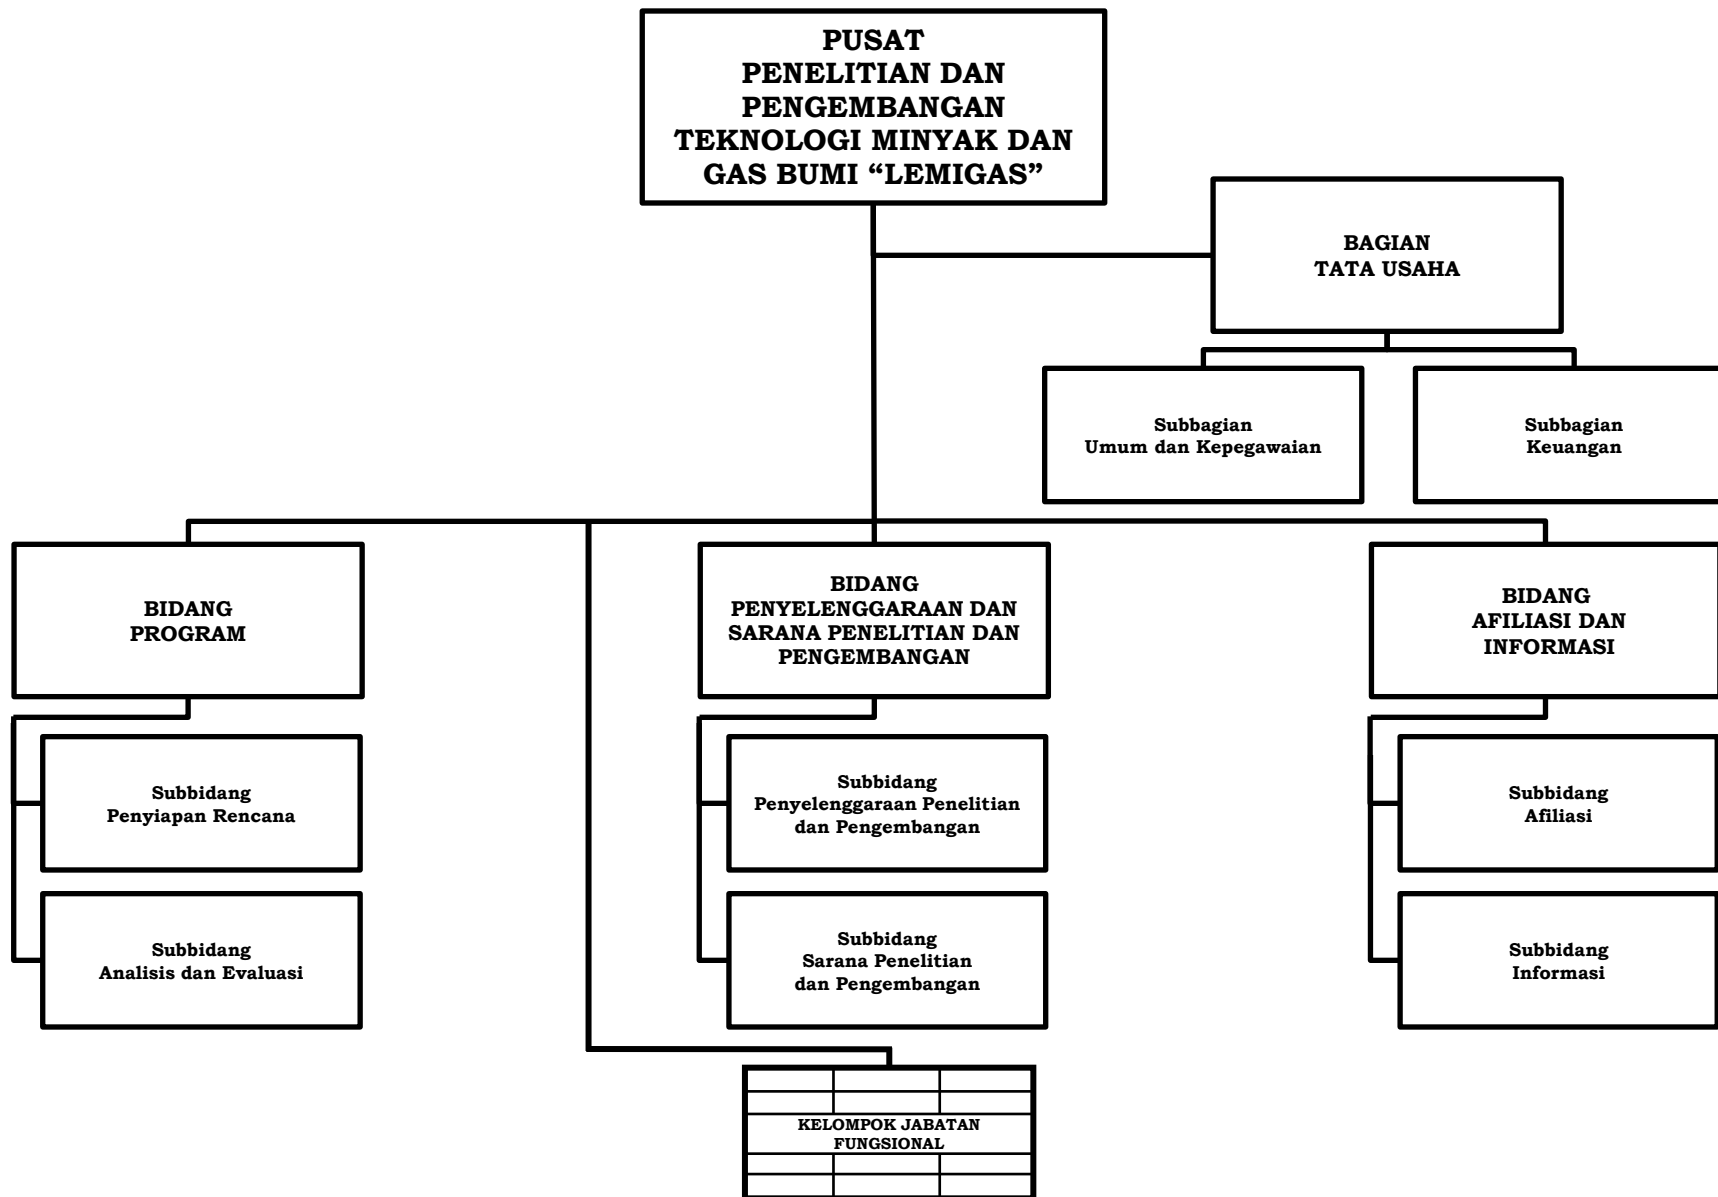 PUSAT
PENELITIAN DAN
PENGEMBANGAN
TEKNOLOGI MINYAK DAN
GAS BUMI “LEMIGAS”
BAGIAN
TATA USAHA
Subbagian
Umum dan Kepegawaian
Subbagian
Keuangan
BIDANG
PROGRAM
BIDANG
PENYELENGGARAAN DAN
SARANA PENELITIAN DAN
PENGEMBANGAN
BIDANG
AFILIASI DAN
INFORMASI
Subbidang
Penyiapan Rencana
Subbidang
Penyelenggaraan Penelitian
dan Pengembangan
Subbidang
Afiliasi
Subbidang
Analisis dan Evaluasi
Subbidang
Sarana Penelitian
dan Pengembangan
Subbidang
Informasi
KELOMPOK JABATAN
FUNGSIONAL